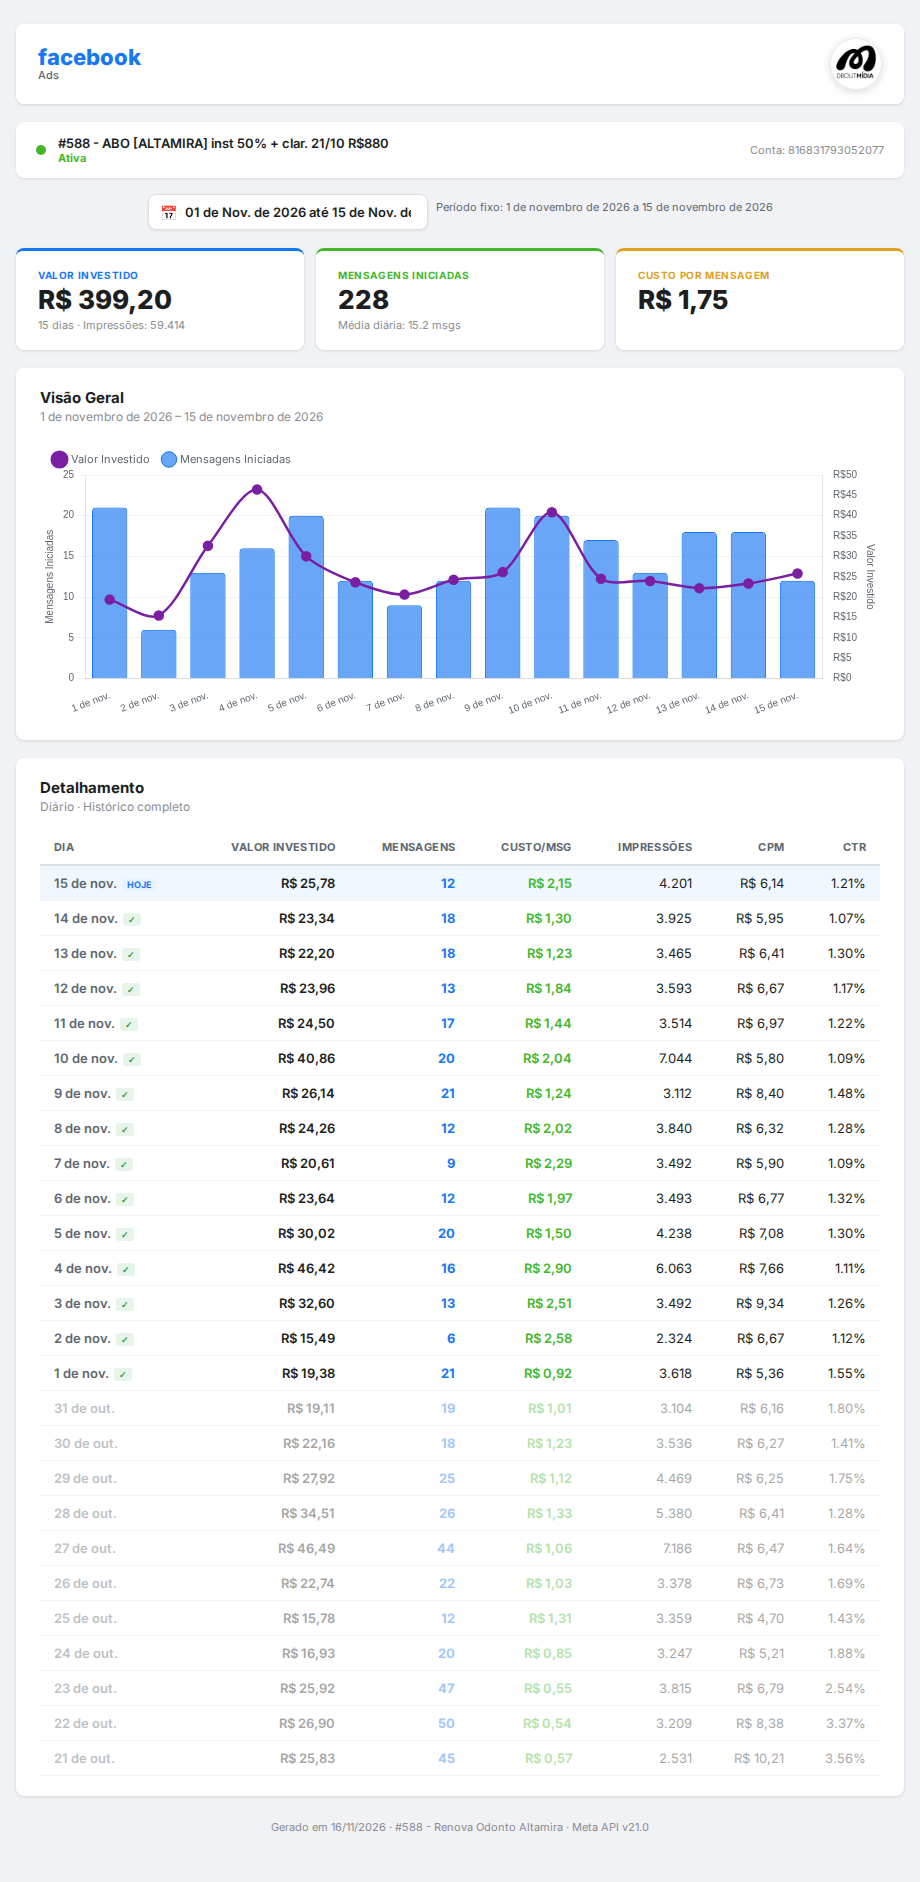 facebook
Ads
DBOUTMÍDIA
#588 - ABO [ALTAMIRA] inst 50% + clar. 21/10 R$880
Ativa
Conta: 816831793052077
📅 01 de Nov. de 2026 até 15 de Nov. de
Período fixo: 1 de novembro de 2026 a 15 de novembro de 2026
VALOR INVESTIDO
R$ 399,20
15 dias · Impressões: 59.414
MENSAGENS INICIADAS
228
Média diária: 15.2 msgs
CUSTO POR MENSAGEM
R$ 1,75
Visão Geral
1 de novembro de 2026 – 15 de novembro de 2026
Valor Investido Mensagens Iniciadas
Mensagens Iniciadas
25
20
15
10
5
0
R$50
R$45
R$40
R$35
R$30
R$25
R$20
R$15
R$10
R$5
R$0
Valor Investido
1 de nov. 2 de nov. 3 de nov. 4 de nov. 5 de nov. 6 de nov. 7 de nov. 8 de nov. 9 de nov. 10 de nov. 11 de nov. 12 de nov. 13 de nov. 14 de nov. 15 de nov.
Detalhamento
Diário · Histórico completo
DIA VALOR INVESTIDO MENSAGENS CUSTO/MSG IMPRESSÕES CPM CTR
15 de nov. HOJE R$ 25,78 12 R$ 2,15 4.201 R$ 6,14 1.21%
14 de nov. ✓ R$ 23,34 18 R$ 1,30 3.925 R$ 5,95 1.07%
13 de nov. ✓ R$ 22,20 18 R$ 1,23 3.465 R$ 6,41 1.30%
12 de nov. ✓ R$ 23,96 13 R$ 1,84 3.593 R$ 6,67 1.17%
11 de nov. ✓ R$ 24,50 17 R$ 1,44 3.514 R$ 6,97 1.22%
10 de nov. ✓ R$ 40,86 20 R$ 2,04 7.044 R$ 5,80 1.09%
9 de nov. ✓ R$ 26,14 21 R$ 1,24 3.112 R$ 8,40 1.48%
8 de nov. ✓ R$ 24,26 12 R$ 2,02 3.840 R$ 6,32 1.28%
7 de nov. ✓ R$ 20,61 9 R$ 2,29 3.492 R$ 5,90 1.09%
6 de nov. ✓ R$ 23,64 12 R$ 1,97 3.493 R$ 6,77 1.32%
5 de nov. ✓ R$ 30,02 20 R$ 1,50 4.238 R$ 7,08 1.30%
4 de nov. ✓ R$ 46,42 16 R$ 2,90 6.063 R$ 7,66 1.11%
3 de nov. ✓ R$ 32,60 13 R$ 2,51 3.492 R$ 9,34 1.26%
2 de nov. ✓ R$ 15,49 6 R$ 2,58 2.324 R$ 6,67 1.12%
1 de nov. ✓ R$ 19,38 21 R$ 0,92 3.618 R$ 5,36 1.55%
31 de out. R$ 19,11 19 R$ 1,01 3.104 R$ 6,16 1.80%
30 de out. R$ 22,16 18 R$ 1,23 3.536 R$ 6,27 1.41%
29 de out. R$ 27,92 25 R$ 1,12 4.469 R$ 6,25 1.75%
28 de out. R$ 34,51 26 R$ 1,33 5.380 R$ 6,41 1.28%
27 de out. R$ 46,49 44 R$ 1,06 7.186 R$ 6,47 1.64%
26 de out. R$ 22,74 22 R$ 1,03 3.378 R$ 6,73 1.69%
25 de out. R$ 15,78 12 R$ 1,31 3.359 R$ 4,70 1.43%
24 de out. R$ 16,93 20 R$ 0,85 3.247 R$ 5,21 1.88%
23 de out. R$ 25,92 47 R$ 0,55 3.815 R$ 6,79 2.54%
22 de out. R$ 26,90 50 R$ 0,54 3.209 R$ 8,38 3.37%
21 de out. R$ 25,83 45 R$ 0,57 2.531 R$ 10,21 3.56%
Gerado em 16/11/2026 · #588 - Renova Odonto Altamira · Meta API v21.0